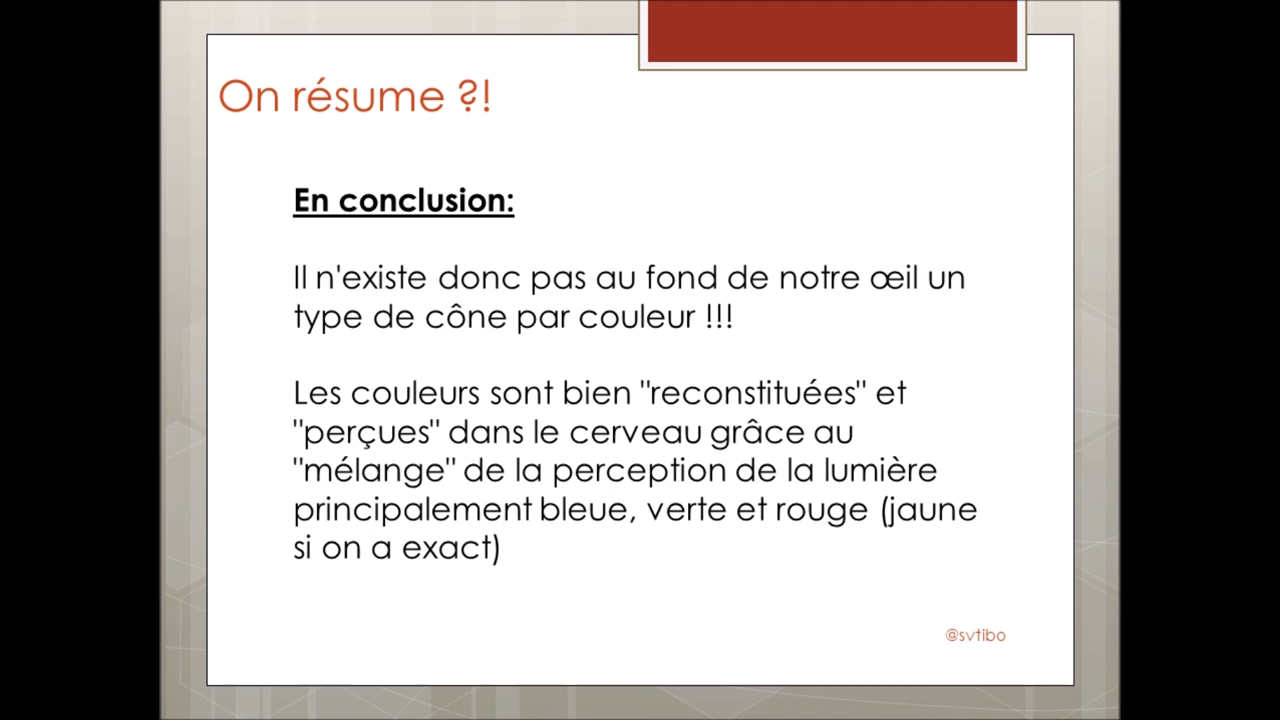 On résume ?!
En conclusion:
Il n'existe donc pas au fond de notre œil un
type de cône par couleur !!!
Les couleurs sont bien "reconstituées" et
"perçues" dans le cerveau grâce au
"mélange" de la perception de la lumière
principalement bleue, verte et rouge (jaune
si on a exact)
@svtibo